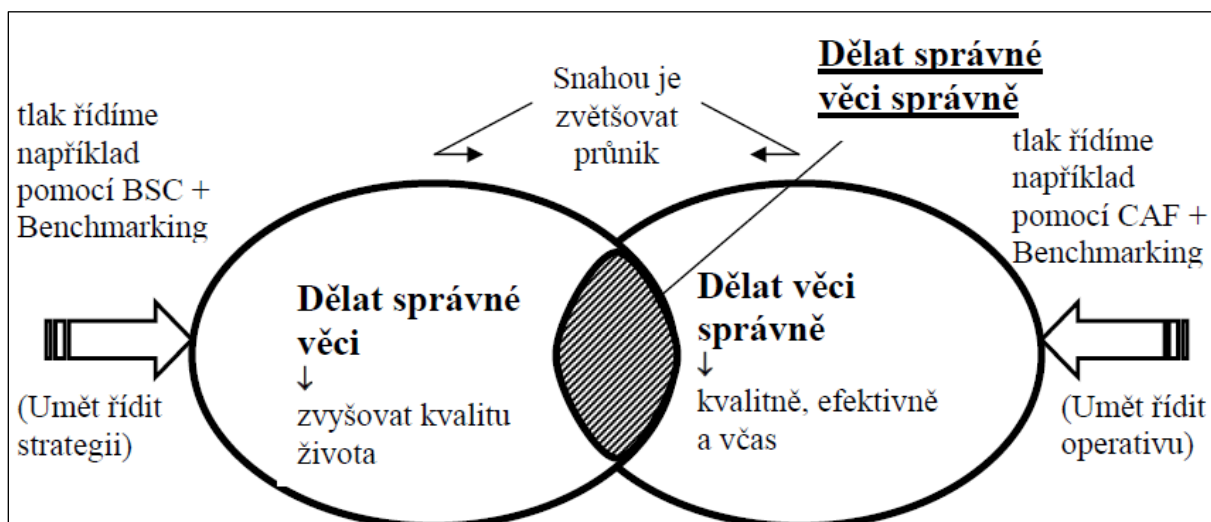 tlak řídíme
například
pomocí BSC +
Benchmarking
Snahou je
zvětšovat
průnik
Dělat správné
věci správně
tlak řídíme
například
pomocí CAF +
Benchmarking
Dělat správné
věci
↓
zvyšovat kvalitu
života
Dělat věci
správně
↓
kvalitně, efektivně
a včas
(Umět řídit
strategii)
(Umět řídit
operativu)